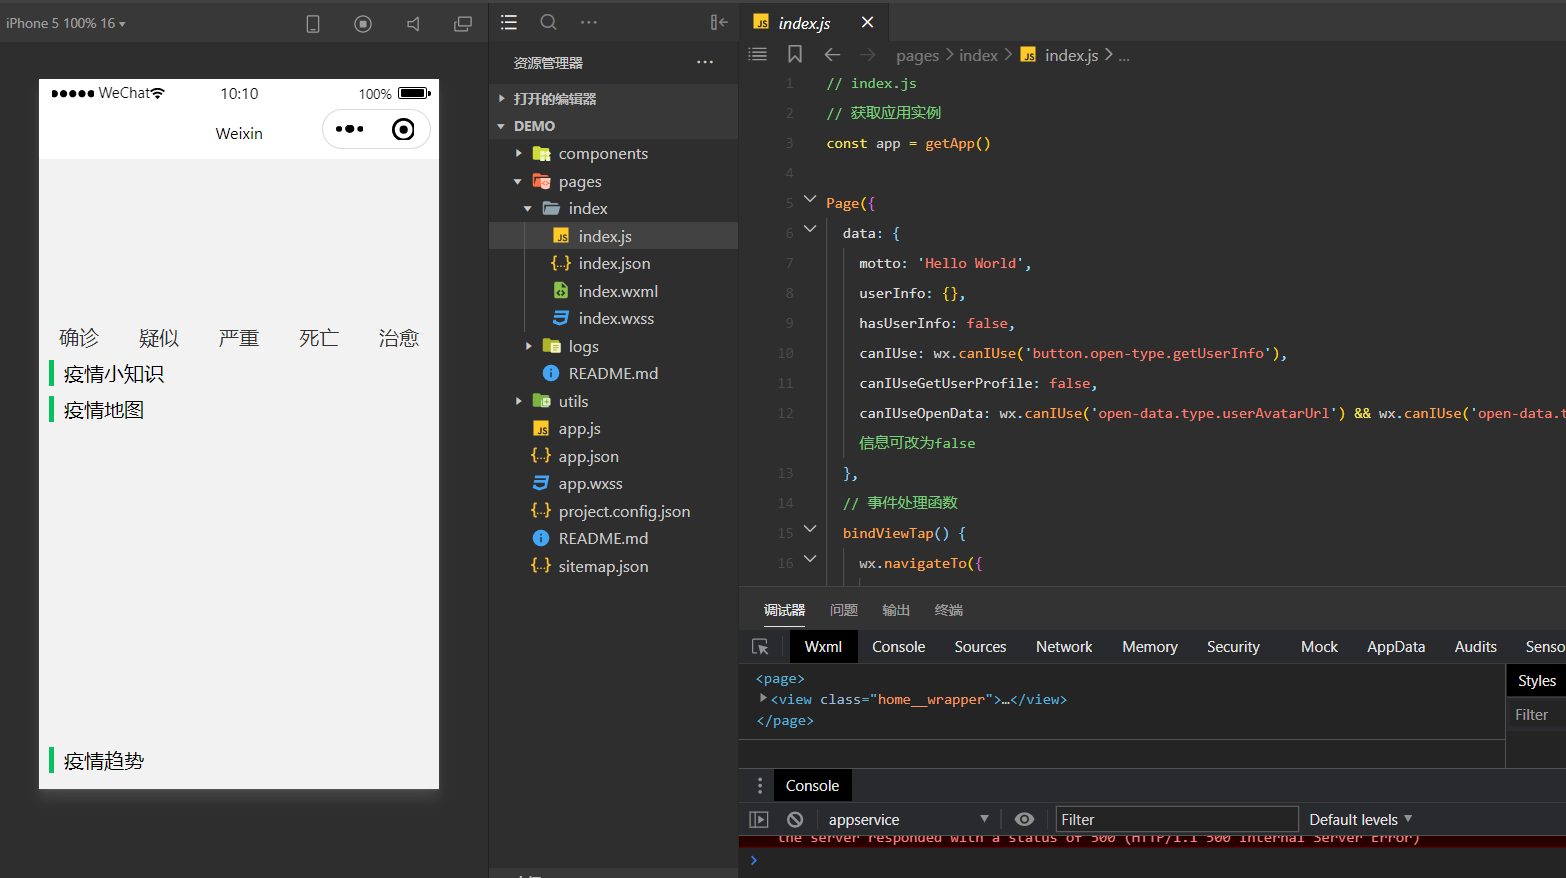 iPhone 5 100% 16
WeChat
10:10
100%
Weixin
确诊 疑似 严重 死亡 治愈
疫情小知识
疫情地图
疫情趋势
资源管理器
打开的编辑器
DEMO
components
pages
index
index.js
index.json
index.wxml
index.wxss
logs
README.md
utils
app.js
app.json
app.wxss
project.config.json
README.md
sitemap.json
JS index.js
pages > index > JS index.js > ...
1 // index.js
2 // 获取应用实例
3 const app = getApp()
4
5 Page({
6 data: {
7 motto: 'Hello World',
8 userInfo: {},
9 hasUserInfo: false,
10 canIUse: wx.canIUse('button.open-type.getUserInfo'),
11 canIUseGetUserProfile: false,
12 canIUseOpenData: wx.canIUse('open-data.type.userAvatarUrl') && wx.canIUse('open-data.t
信息可改为false
13 },
14 // 事件处理函数
15 bindViewTap() {
16 wx.navigateTo({
调试器 问题 输出 终端
Wxml Console Sources Network Memory Security Mock AppData Audits Senso
<page>
<view class="home__wrapper">…</view>
</page>
Styles
Filter
Console
appservice
Filter
Default levels
the server responded with a status of 500 (HTTP/1.1 500 Internal Server Error)